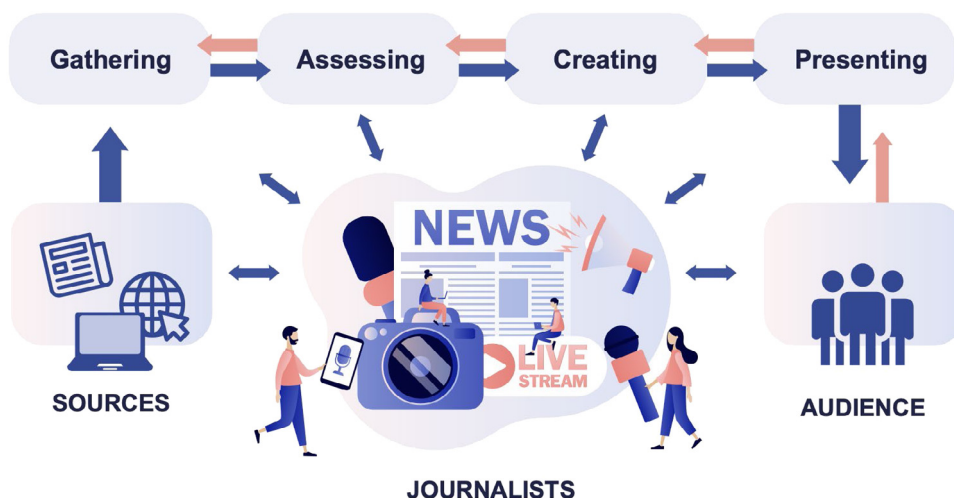 Gathering
Assessing
Creating
Presenting
NEWS
LIVE
STREAM
SOURCES
AUDIENCE
JOURNALISTS